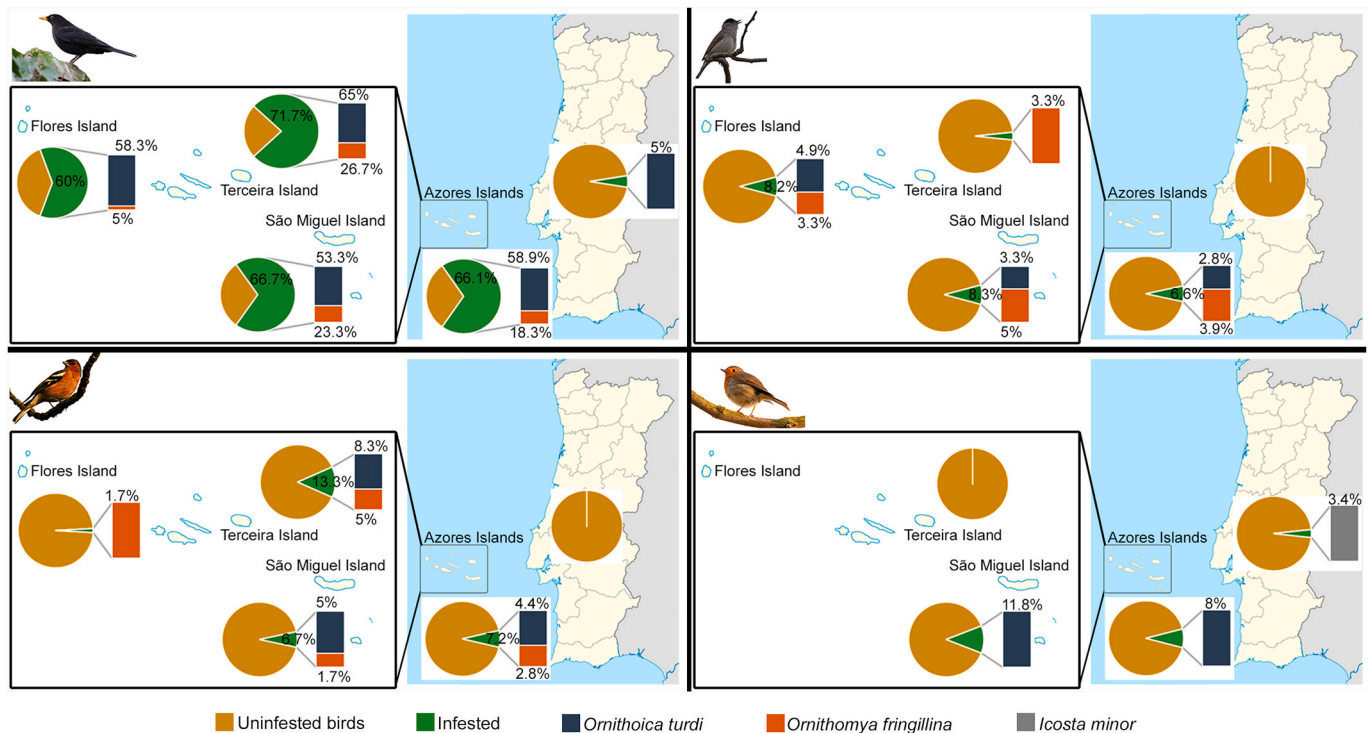 65%
71.7%
Flores Island
58.3%
60%
26.7%
5%
Terceira Island
Azores Islands
5%
São Miguel Island
53.3%
58.9%
66.7%
66.1%
23.3%
18.3%
3.3%
Flores Island
4.9%
8.2%
3.3%
Terceira Island
Azores Islands
São Miguel Island
3.3%
2.8%
8.3%
6.6%
5%
3.9%
8.3%
Flores Island
13.3%
1.7%
5%
Terceira Island
Azores Islands
São Miguel Island
5%
4.4%
6.7%
7.2%
1.7%
2.8%
Flores Island
3.4%
Terceira Island
Azores Islands
São Miguel Island
11.8%
8%
Uninfested birds Infested Ornithoica turdi Ornithomya fringillina Icosta minor